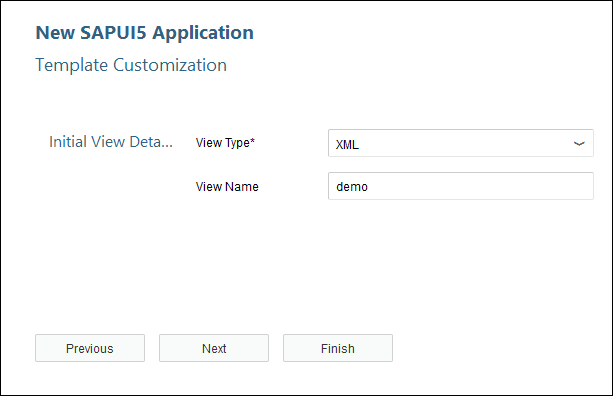 New SAPUI5 Application
Template Customization
Initial View Deta... View Type* XML
View Name demo
Previous Next Finish